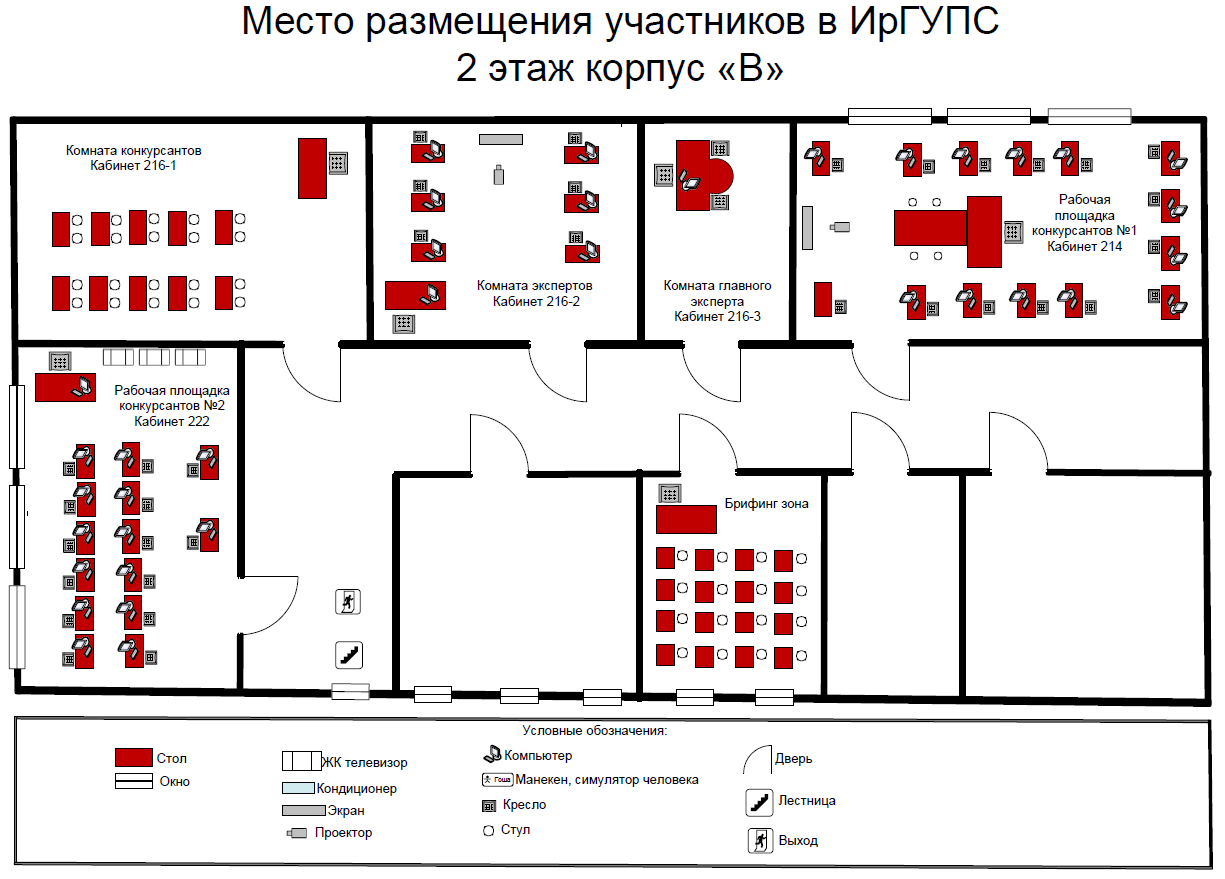 Место размещения участников в ИрГУПС
2 этаж корпус «В»
Комната конкурсантов
Кабинет 216-1
Комната экспертов
Кабинет 216-2
Комната главного
эксперта
Кабинет 216-3
Рабочая
площадка
конкурсантов №1
Кабинет 214
Рабочая площадка
конкурсантов №2
Кабинет 222
Брифинг зона
Условные обозначения:
Стол
Окно
ЖК телевизор
Кондиционер
Экран
Проектор
Компьютер
Гоша
Манекен, симулятор человека
Кресло
Стул
Дверь
Лестница
Выход